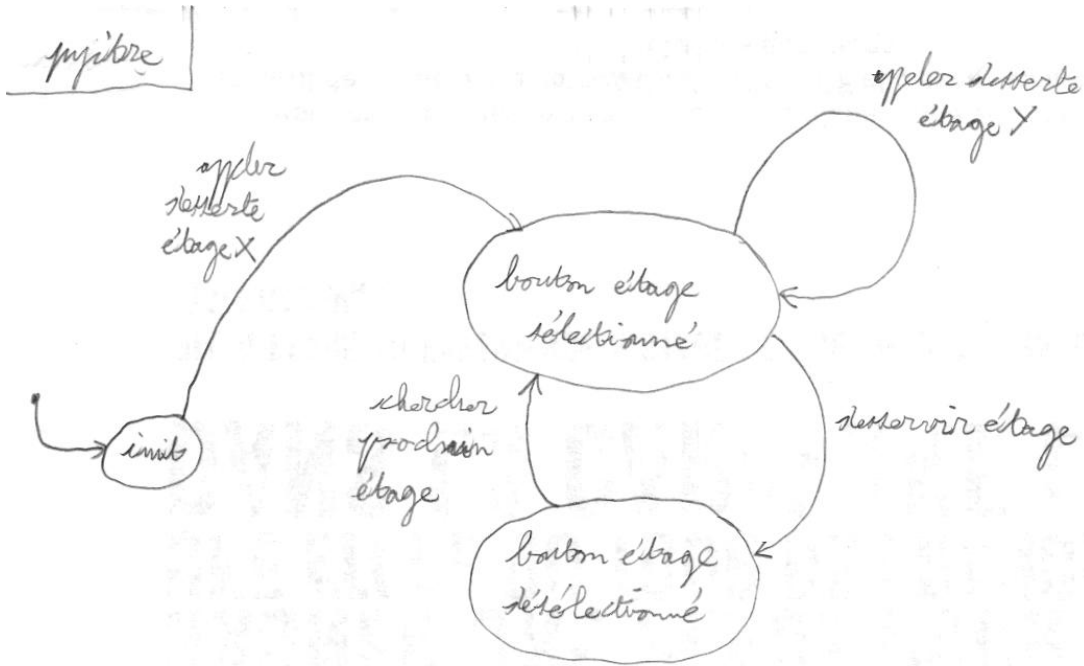 pupitre
appeler desserte
étage Y
appeler
desserte
étage X
bouton étage
sélectionné
chercher
prochain
étage
desservir étage
init
bouton étage
désélectionné